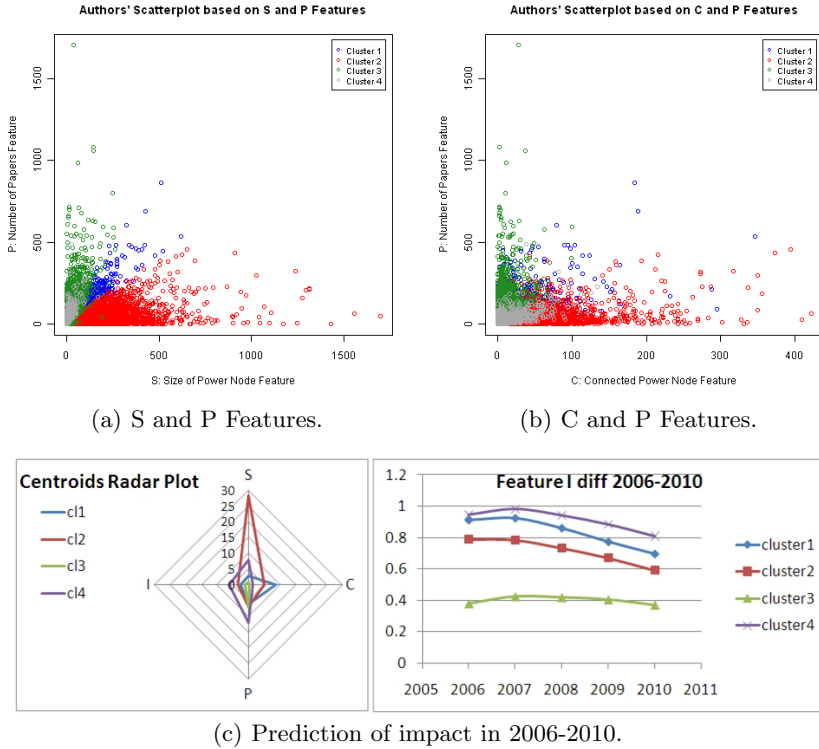 Authors' Scatterplot based on S and P Features
P: Number of Papers Feature
1500
1000
500
0
Cluster 1
Cluster 2
Cluster 3
Cluster 4
0 500 1000 1500
S: Size of Power Node Feature
(a) S and P Features.
Authors' Scatterplot based on C and P Features
P: Number of Papers Feature
1500
1000
500
0
Cluster 1
Cluster 2
Cluster 3
Cluster 4
0 100 200 300 400
C: Connected Power Node Feature
(b) C and P Features.
Centroids Radar Plot
cl1
cl2
cl3
cl4
S
30
25
20
15
10
5
0
I
C
P
Feature I diff 2006-2010
1.2
1
0.8
0.6
0.4
0.2
0
2005 2006 2007 2008 2009 2010 2011
cluster1
cluster2
cluster3
cluster4
(c) Prediction of impact in 2006-2010.